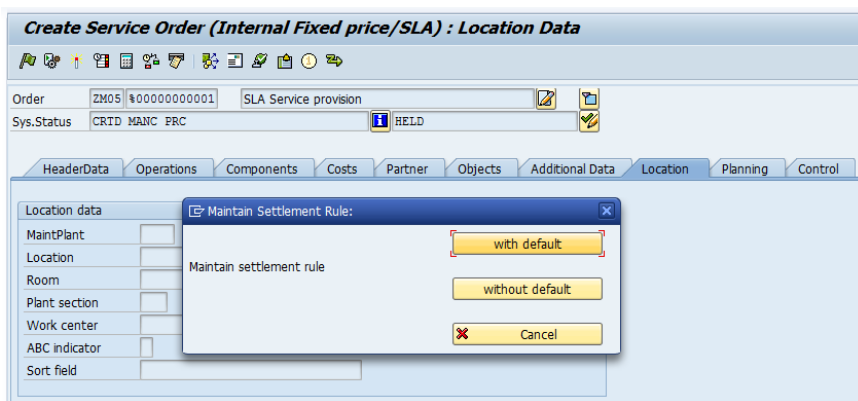 Create Service Order (Internal Fixed price/SLA) : Location Data
Order ZM05 %00000000001 SLA Service provision
Sys.Status CRTD MANC PRC HELD
HeaderData Operations Components Costs Partner Objects Additional Data Location Planning Control
Location data
MaintPlant
Location
Room
Plant section
Work center
ABC indicator
Sort field
Maintain Settlement Rule:
with default
Maintain settlement rule
without default
Cancel